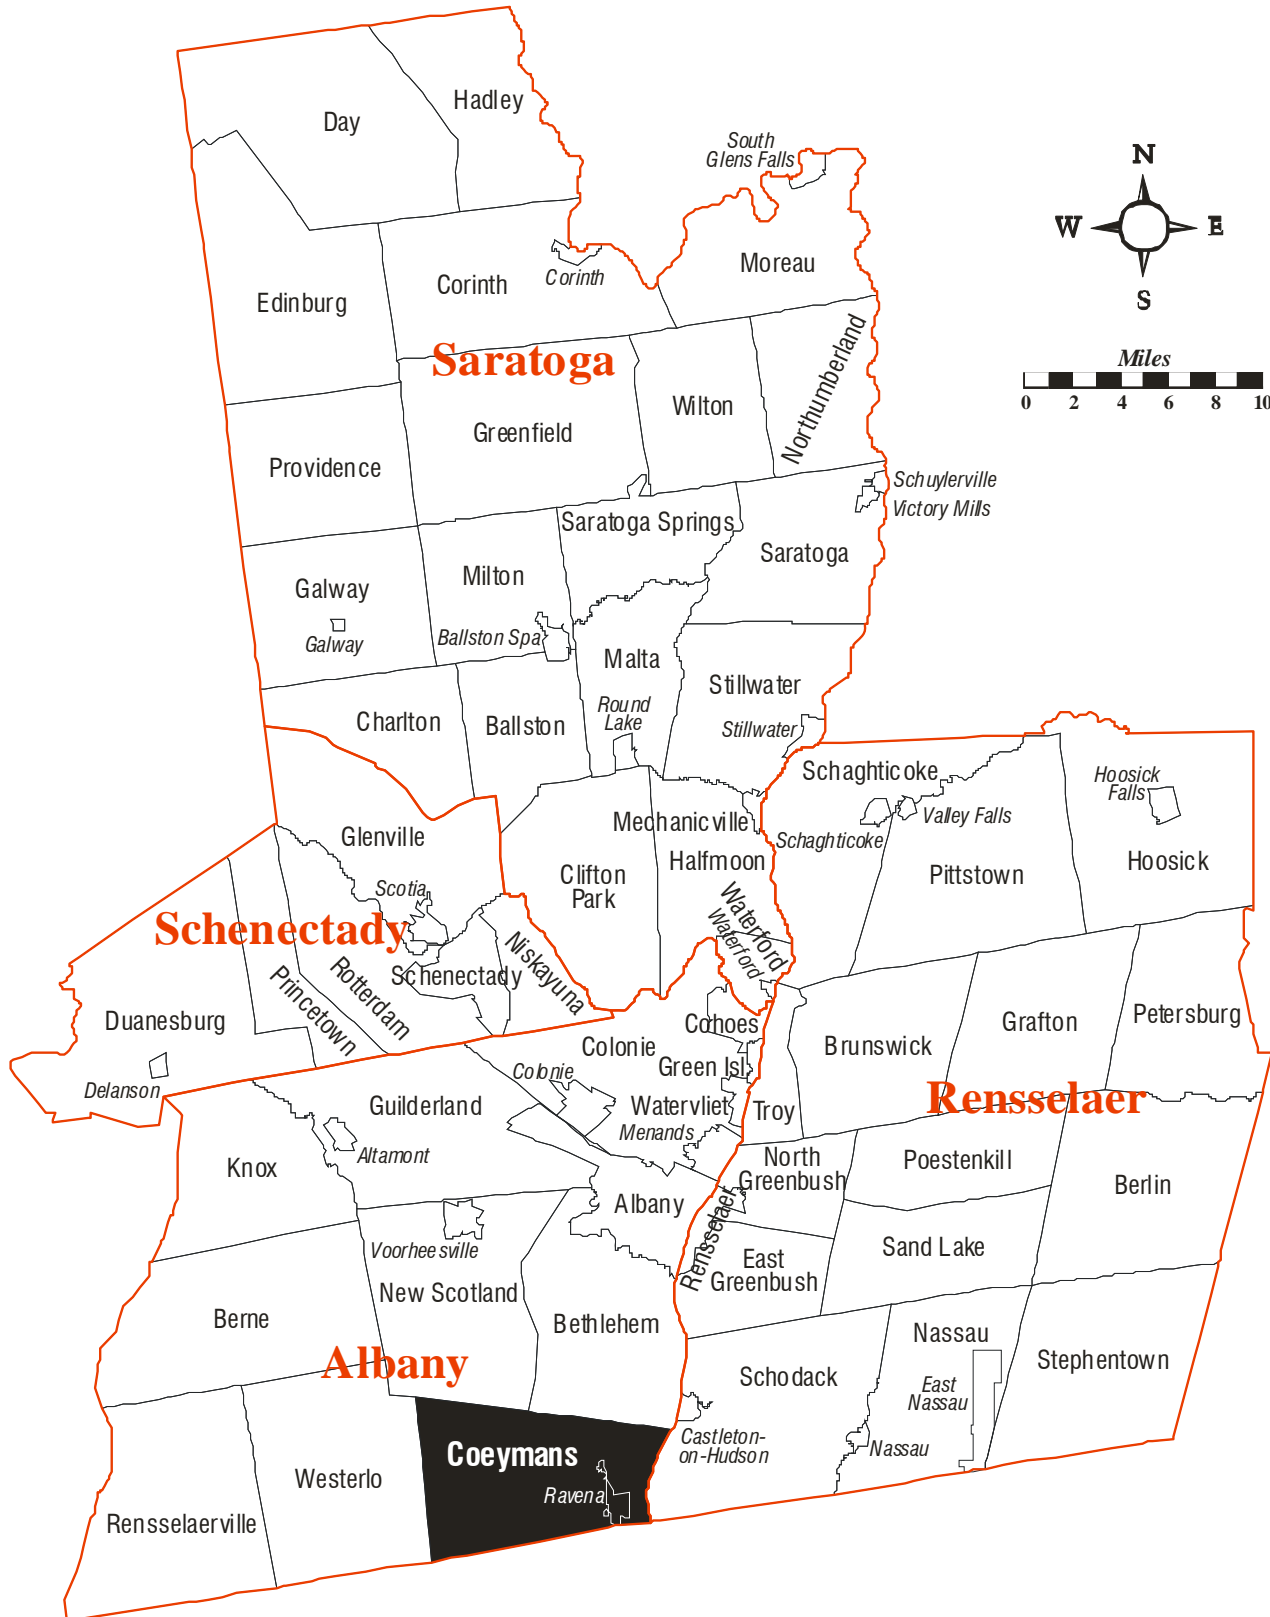 Hadley
Day
South
Glens Falls
N
W
E
S
Moreau
Corinth
Corinth
Edinburg
Miles
0 2 4 6 8 10
Saratoga
Northumberland
Wilton
Greenfield
Providence
Schuylerville
Victory Mills
Saratoga Springs
Saratoga
Milton
Galway
Galway
Ballston Spa
Malta
Stillwater
Round
Lake
Stillwater
Charlton
Ballston
Schaghticoke
Hoosick
Falls
Valley Falls
Mechanicville
Schaghticoke
Glenville
Halfmoon
Hoosick
Clifton
Park
Pittstown
Scotia
Waterford
Waterford
Schenectady
Niskayuna
Schenectady
Rotterdam
Princetown
Duanesburg
Cohoes
Grafton
Petersburg
Colonie
Brunswick
Green Isl.
Colonie
Delanson
Rensselaer
Guilderland
Watervliet
Troy
Menands
Altamont
Knox
North
Greenbush
Poestenkill
Berlin
Albany
Rensselaer
Voorheesville
Sand Lake
East
Greenbush
New Scotland
Berne
Bethlehem
Nassau
Albany
Stephentown
Schodack
East
Nassau
Castleton-
on-Hudson
Nassau
Coeymans
Westerlo
Ravena
Rensselaerville